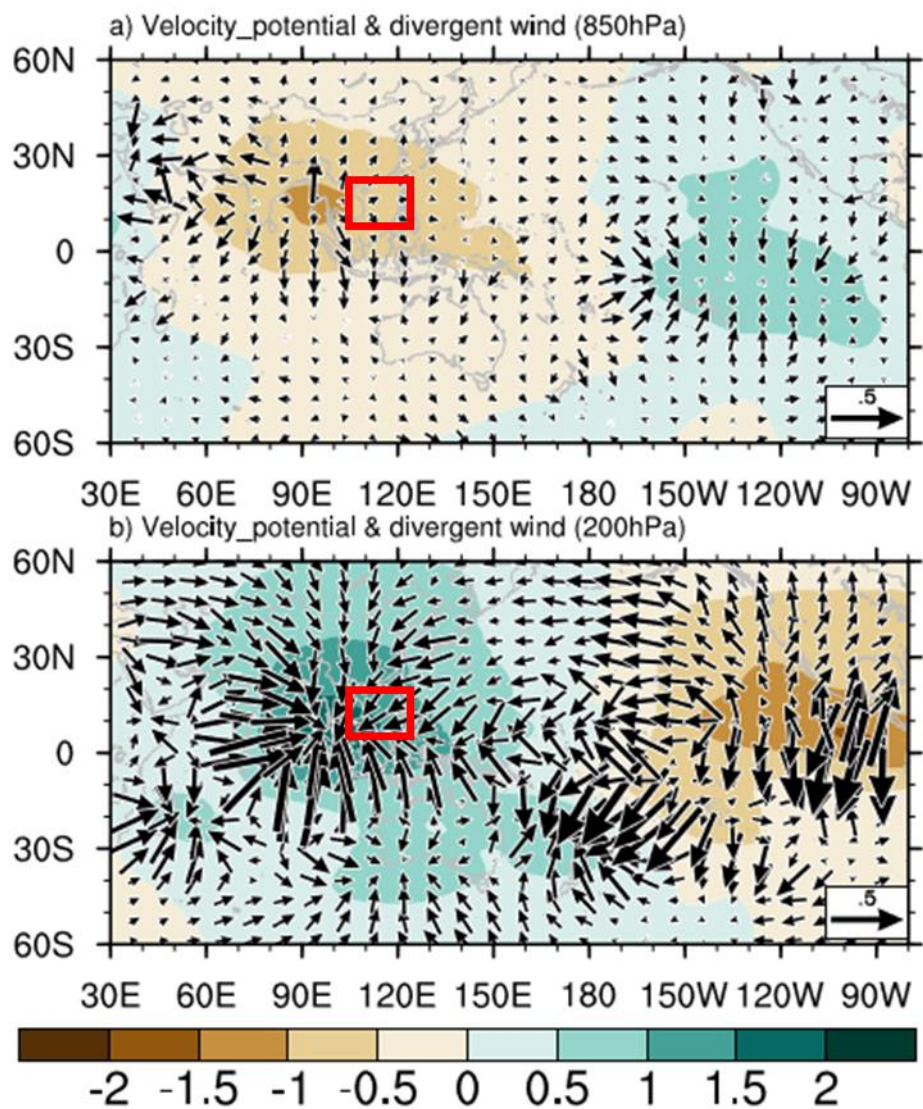 a) Velocity_potential & divergent wind (850hPa)
60N
30N
0
30S
60S
.5
30E 60E 90E 120E 150E 180 150W 120W 90W
b) Velocity_potential & divergent wind (200hPa)
60N
30N
0
30S
60S
.5
30E 60E 90E 120E 150E 180 150W 120W 90W
-2 -1.5 -1 -0.5 0 0.5 1 1.5 2